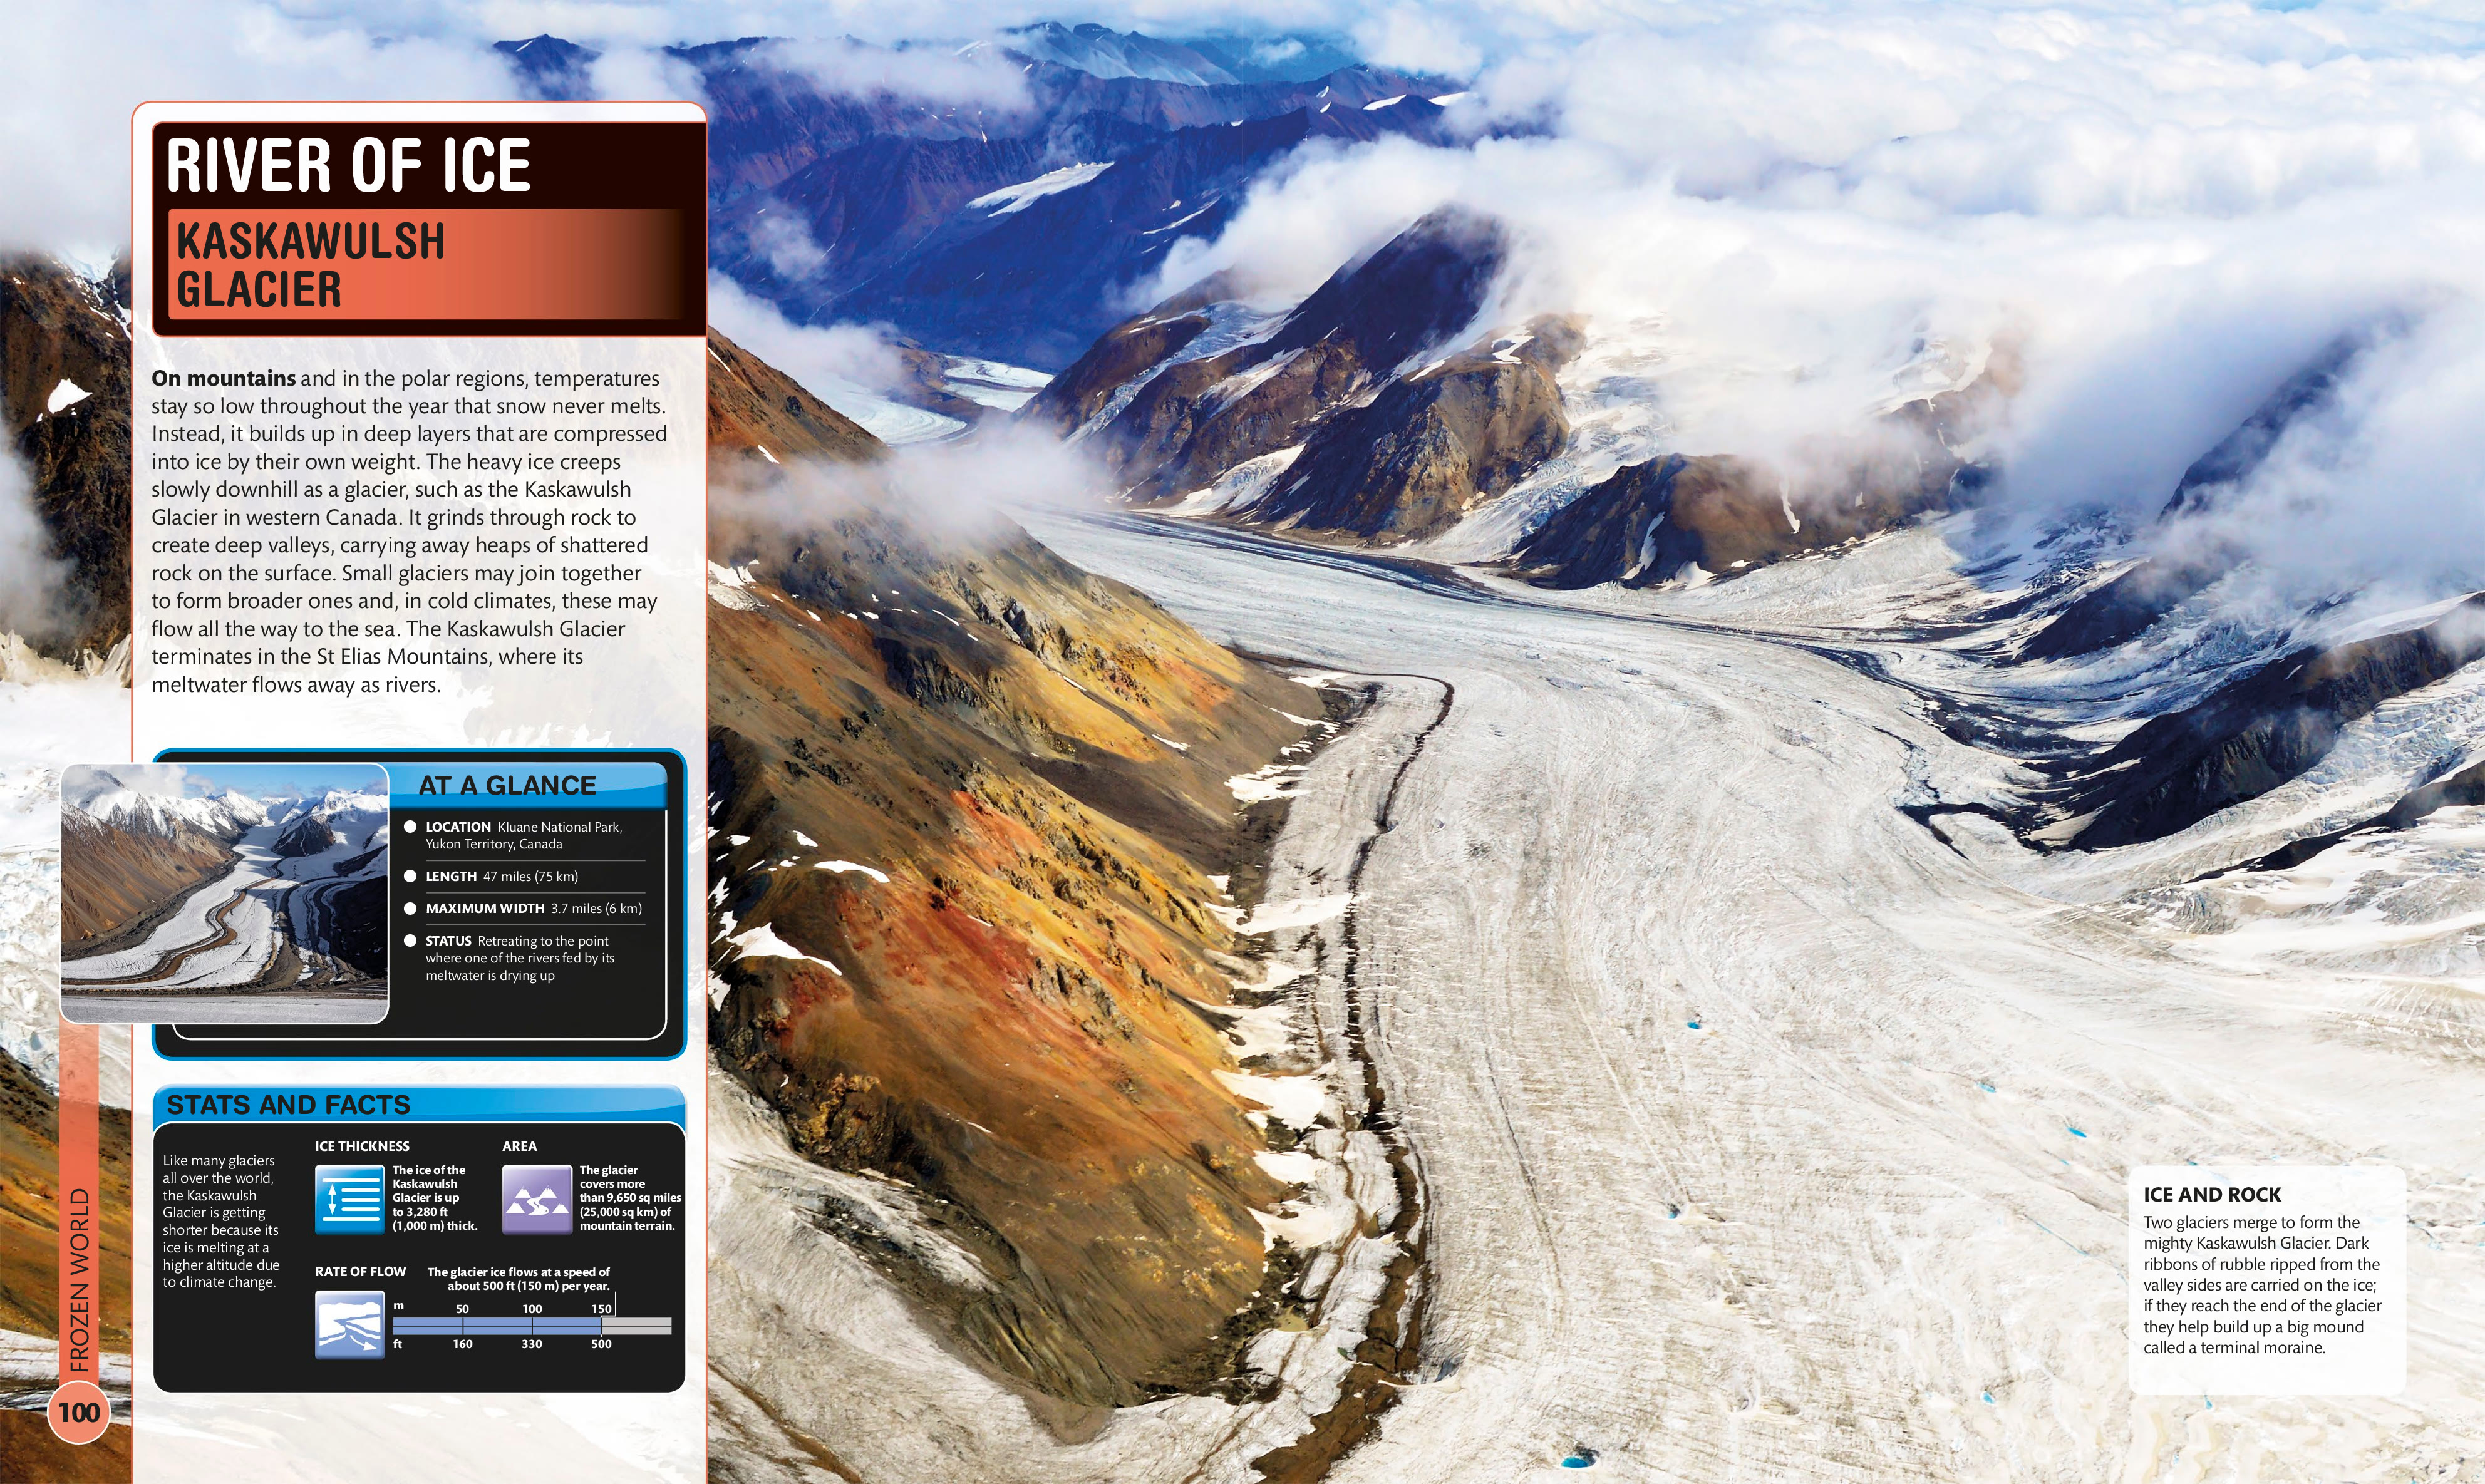 RIVER OF ICE
KASKAWULSH
GLACIER
On mountains and in the polar regions, temperatures
stay so low throughout the year that snow never melts.
Instead, it builds up in deep layers that are compressed
into ice by their own weight. The heavy ice creeps
slowly downhill as a glacier, such as the Kaskawulsh
Glacier in western Canada. It grinds through rock to
create deep valleys, carrying away heaps of shattered
rock on the surface. Small glaciers may join together
to form broader ones and, in cold climates, these may
flow all the way to the sea. The Kaskawulsh Glacier
terminates in the St Elias Mountains, where its
meltwater flows away as rivers.
AT A GLANCE
LOCATION Kluane National Park,
Yukon Territory, Canada
LENGTH 47 miles (75 km)
MAXIMUM WIDTH 3.7 miles (6 km)
STATUS Retreating to the point
where one of the rivers fed by its
meltwater is drying up
STATS AND FACTS
Like many glaciers
all over the world,
the Kaskawulsh
Glacier is getting
shorter because its
ice is melting at a
higher altitude due
to climate change.
ICE THICKNESS
The ice of the
Kaskawulsh
Glacier is up
to 3,280 ft
(1,000 m) thick.
AREA
The glacier
covers more
than 9,650 sq miles
(25,000 sq km) of
mountain terrain.
RATE OF FLOW
The glacier ice flows at a speed of
about 500 ft (150 m) per year.
m 50 100 150
ft 160 330 500
FROZEN WORLD
100
ICE AND ROCK
Two glaciers merge to form the
mighty Kaskawulsh Glacier. Dark
ribbons of rubble ripped from the
valley sides are carried on the ice;
if they reach the end of the glacier
they help build up a big mound
called a terminal moraine.